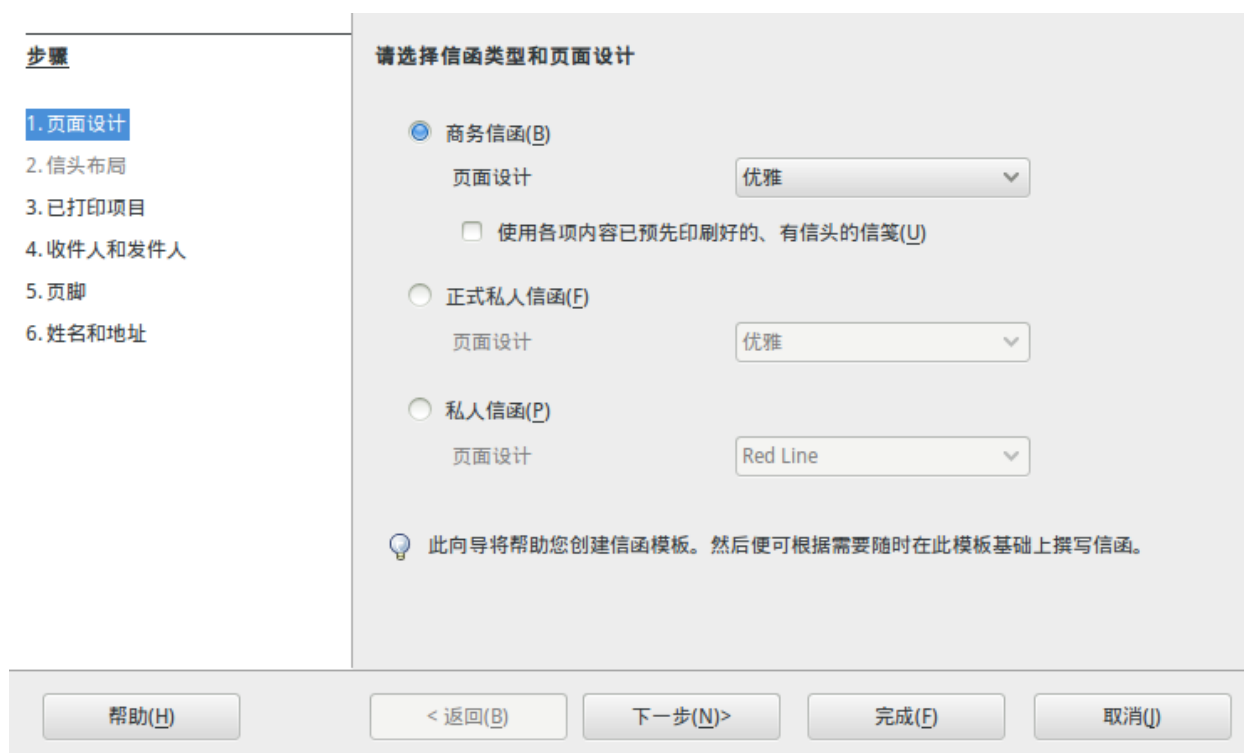 步骤
1. 页面设计
2. 信头布局
3. 已打印项目
4. 收件人和发件人
5. 页脚
6. 姓名和地址
请选择信函类型和页面设计
商务信函(B)
页面设计 优雅
使用各项内容已预先印刷好的、有信头的信笺(U)
正式私人信函(F)
页面设计 优雅
私人信函(P)
页面设计 Red Line
此向导将帮助您创建信函模板。然后便可根据需要随时在此模板基础上撰写信函。
帮助(H) < 返回(B) 下一步(N)> 完成(F) 取消(J)